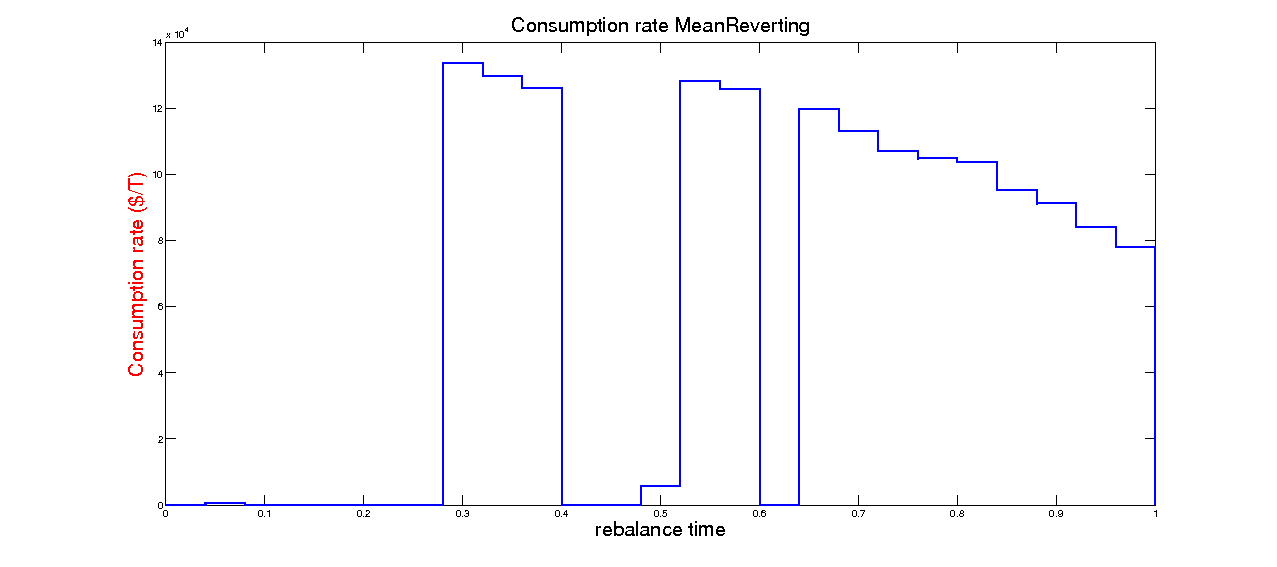 Consumption rate MeanReverting
x 10^4
14
12
10
8
6
4
2
0
Consumption rate ($/T)
0 0.1 0.2 0.3 0.4 0.5 0.6 0.7 0.8 0.9 1
rebalance time